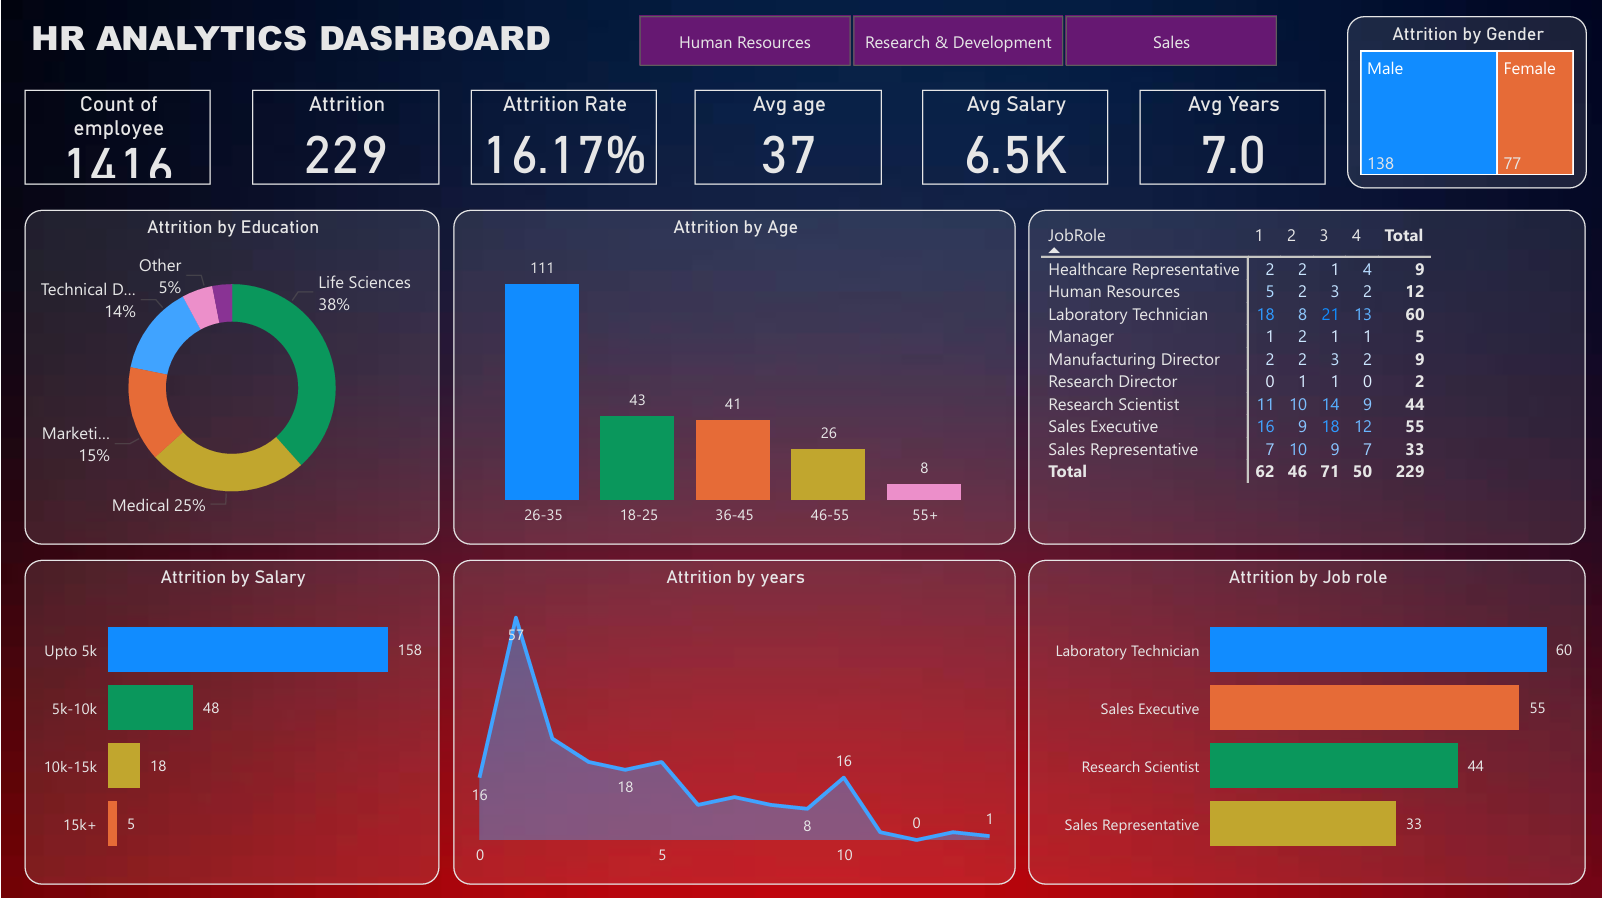 HR ANALYTICS DASHBOARD
Human Resources
Research & Development
Sales
Attrition by Gender
Male
Female
138
77
Count of
employee
1416
Attrition
229
Attrition Rate
16.17%
Avg age
37
Avg Salary
6.5K
Avg Years
7.0
Attrition by Education
Other
5%
Technical D...
14%
Life Sciences
38%
Marketi...
15%
Medical 25%
Attrition by Age
111
43
41
26
8
26-35 18-25 36-45 46-55 55+
JobRole 1 2 3 4 Total
Healthcare Representative 2 2 1 4 9
Human Resources 5 2 3 2 12
Laboratory Technician 18 8 21 13 60
Manager 1 2 1 1 5
Manufacturing Director 2 2 3 2 9
Research Director 0 1 1 0 2
Research Scientist 11 10 14 9 44
Sales Executive 16 9 18 12 55
Sales Representative 7 10 9 7 33
Total 62 46 71 50 229
Attrition by Salary
Upto 5k 158
5k-10k 48
10k-15k 18
15k+ 5
Attrition by years
57
16
16
18
8
0
1
0 5 10
Attrition by Job role
Laboratory Technician 60
Sales Executive 55
Research Scientist 44
Sales Representative 33